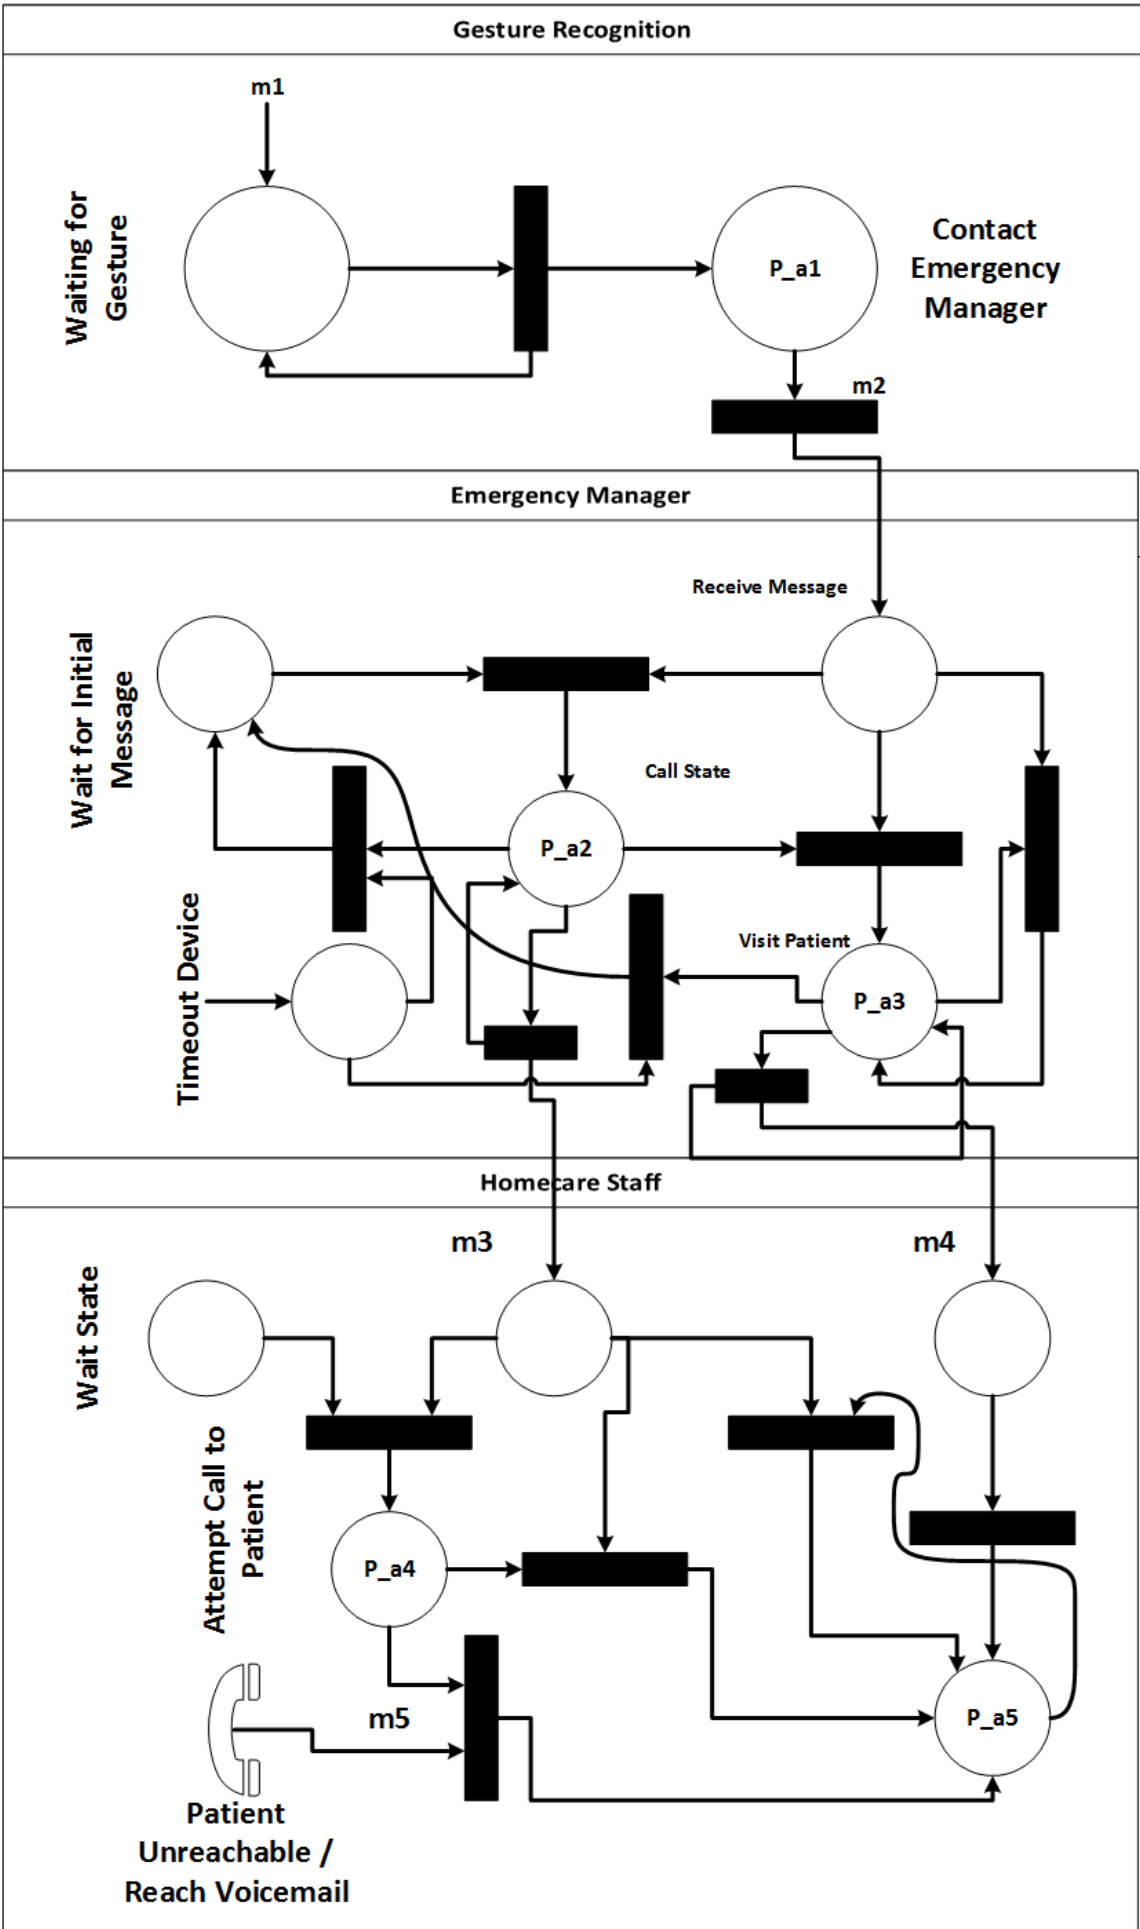 Gesture Recognition
m1
Waiting for
Gesture
P_a1
Contact
Emergency
Manager
m2
Emergency Manager
Receive Message
Wait for Initial
Message
Call State
P_a2
Timeout Device
Visit Patient
P_a3
Homecare Staff
m3
m4
Wait State
Attempt Call to
Patient
P_a4
m5
P_a5
Patient
Unreachable /
Reach Voicemail